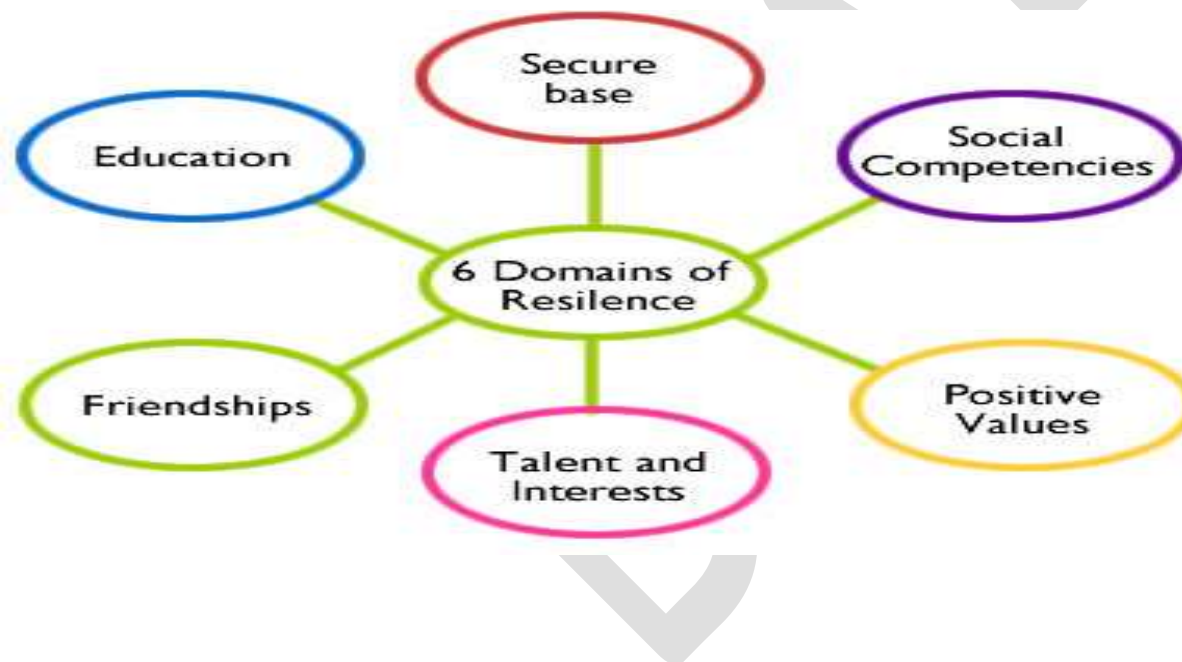 Secure
base
Education
Social
Competencies
6 Domains of
Resilence
Friendships
Positive
Values
Talent and
Interests